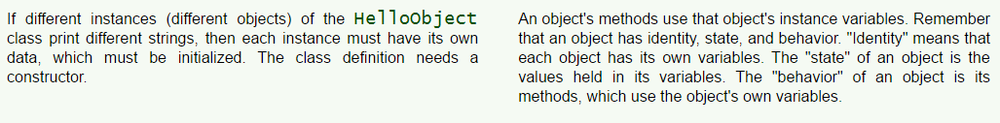 If different instances (different objects) of the HelloObject
class print different strings, then each instance must have its own
data, which must be initialized. The class definition needs a
constructor.
An object's methods use that object's instance variables. Remember
that an object has identity, state, and behavior. "Identity" means that
each object has its own variables. The "state" of an object is the
values held in its variables. The "behavior" of an object is its
methods, which use the object's own variables.